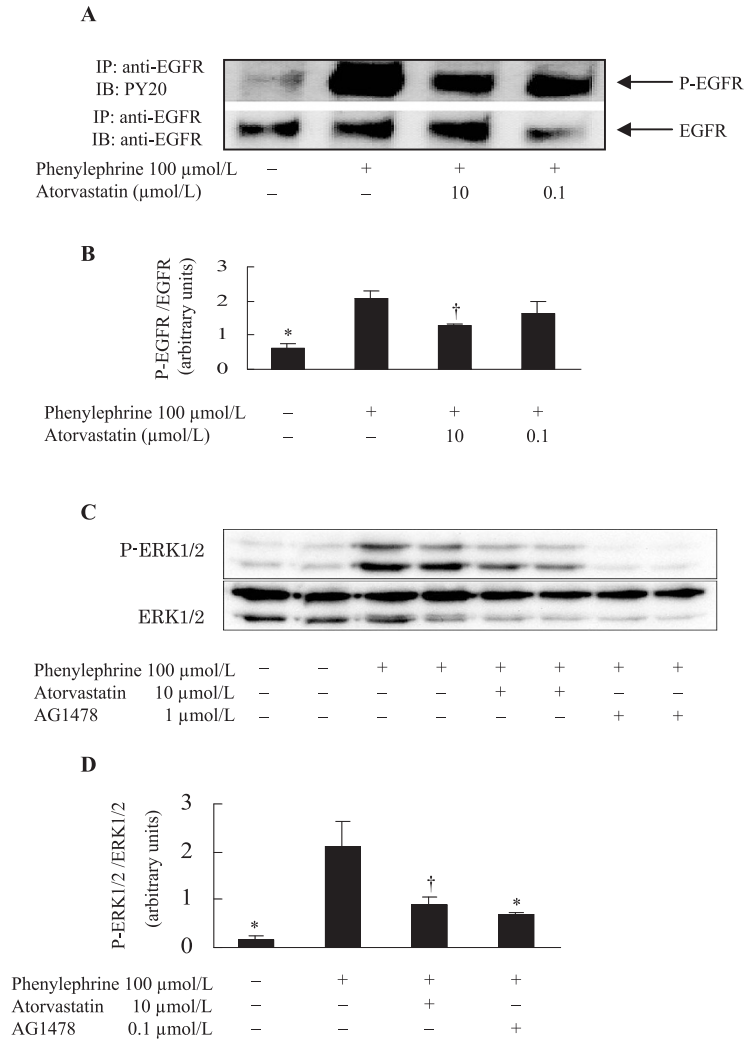 A
IP: anti-EGFR
IB: PY20
P-EGFR
IP: anti-EGFR
IB: anti-EGFR
EGFR
Phenylephrine 100 µmol/L – + + +
Atorvastatin (µmol/L) – – 10 0.1
B
P-EGFR /EGFR
(arbitrary units)
3
2
1
0
*
†
Phenylephrine 100 µmol/L – + + +
Atorvastatin (µmol/L) – – 10 0.1
C
P-ERK1/2
ERK1/2
Phenylephrine 100 µmol/L – – + + + + + +
Atorvastatin 10 µmol/L – – – – + + – –
AG1478 1 µmol/L – – – – – – + +
D
P-ERK1/2 /ERK1/2
(arbitrary units)
3
2
1
0
*
†
*
Phenylephrine 100 µmol/L – + + +
Atorvastatin 10 µmol/L – – + –
AG1478 0.1 µmol/L – – – +